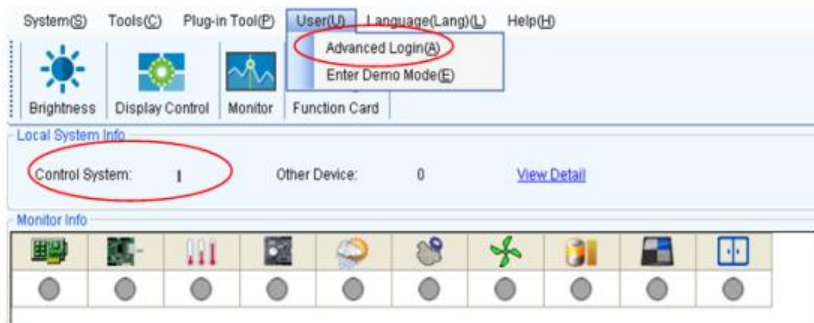 System(S) Tools(C) Plug-in Tool(P) User(U) Language(Lang)(L) Help(H)
Advanced Login(A)
Enter Demo Mode(E)
Brightness Display Control Monitor Function Card
Local System Info
Control System: 1 Other Device: 0 View Detail
Monitor Info